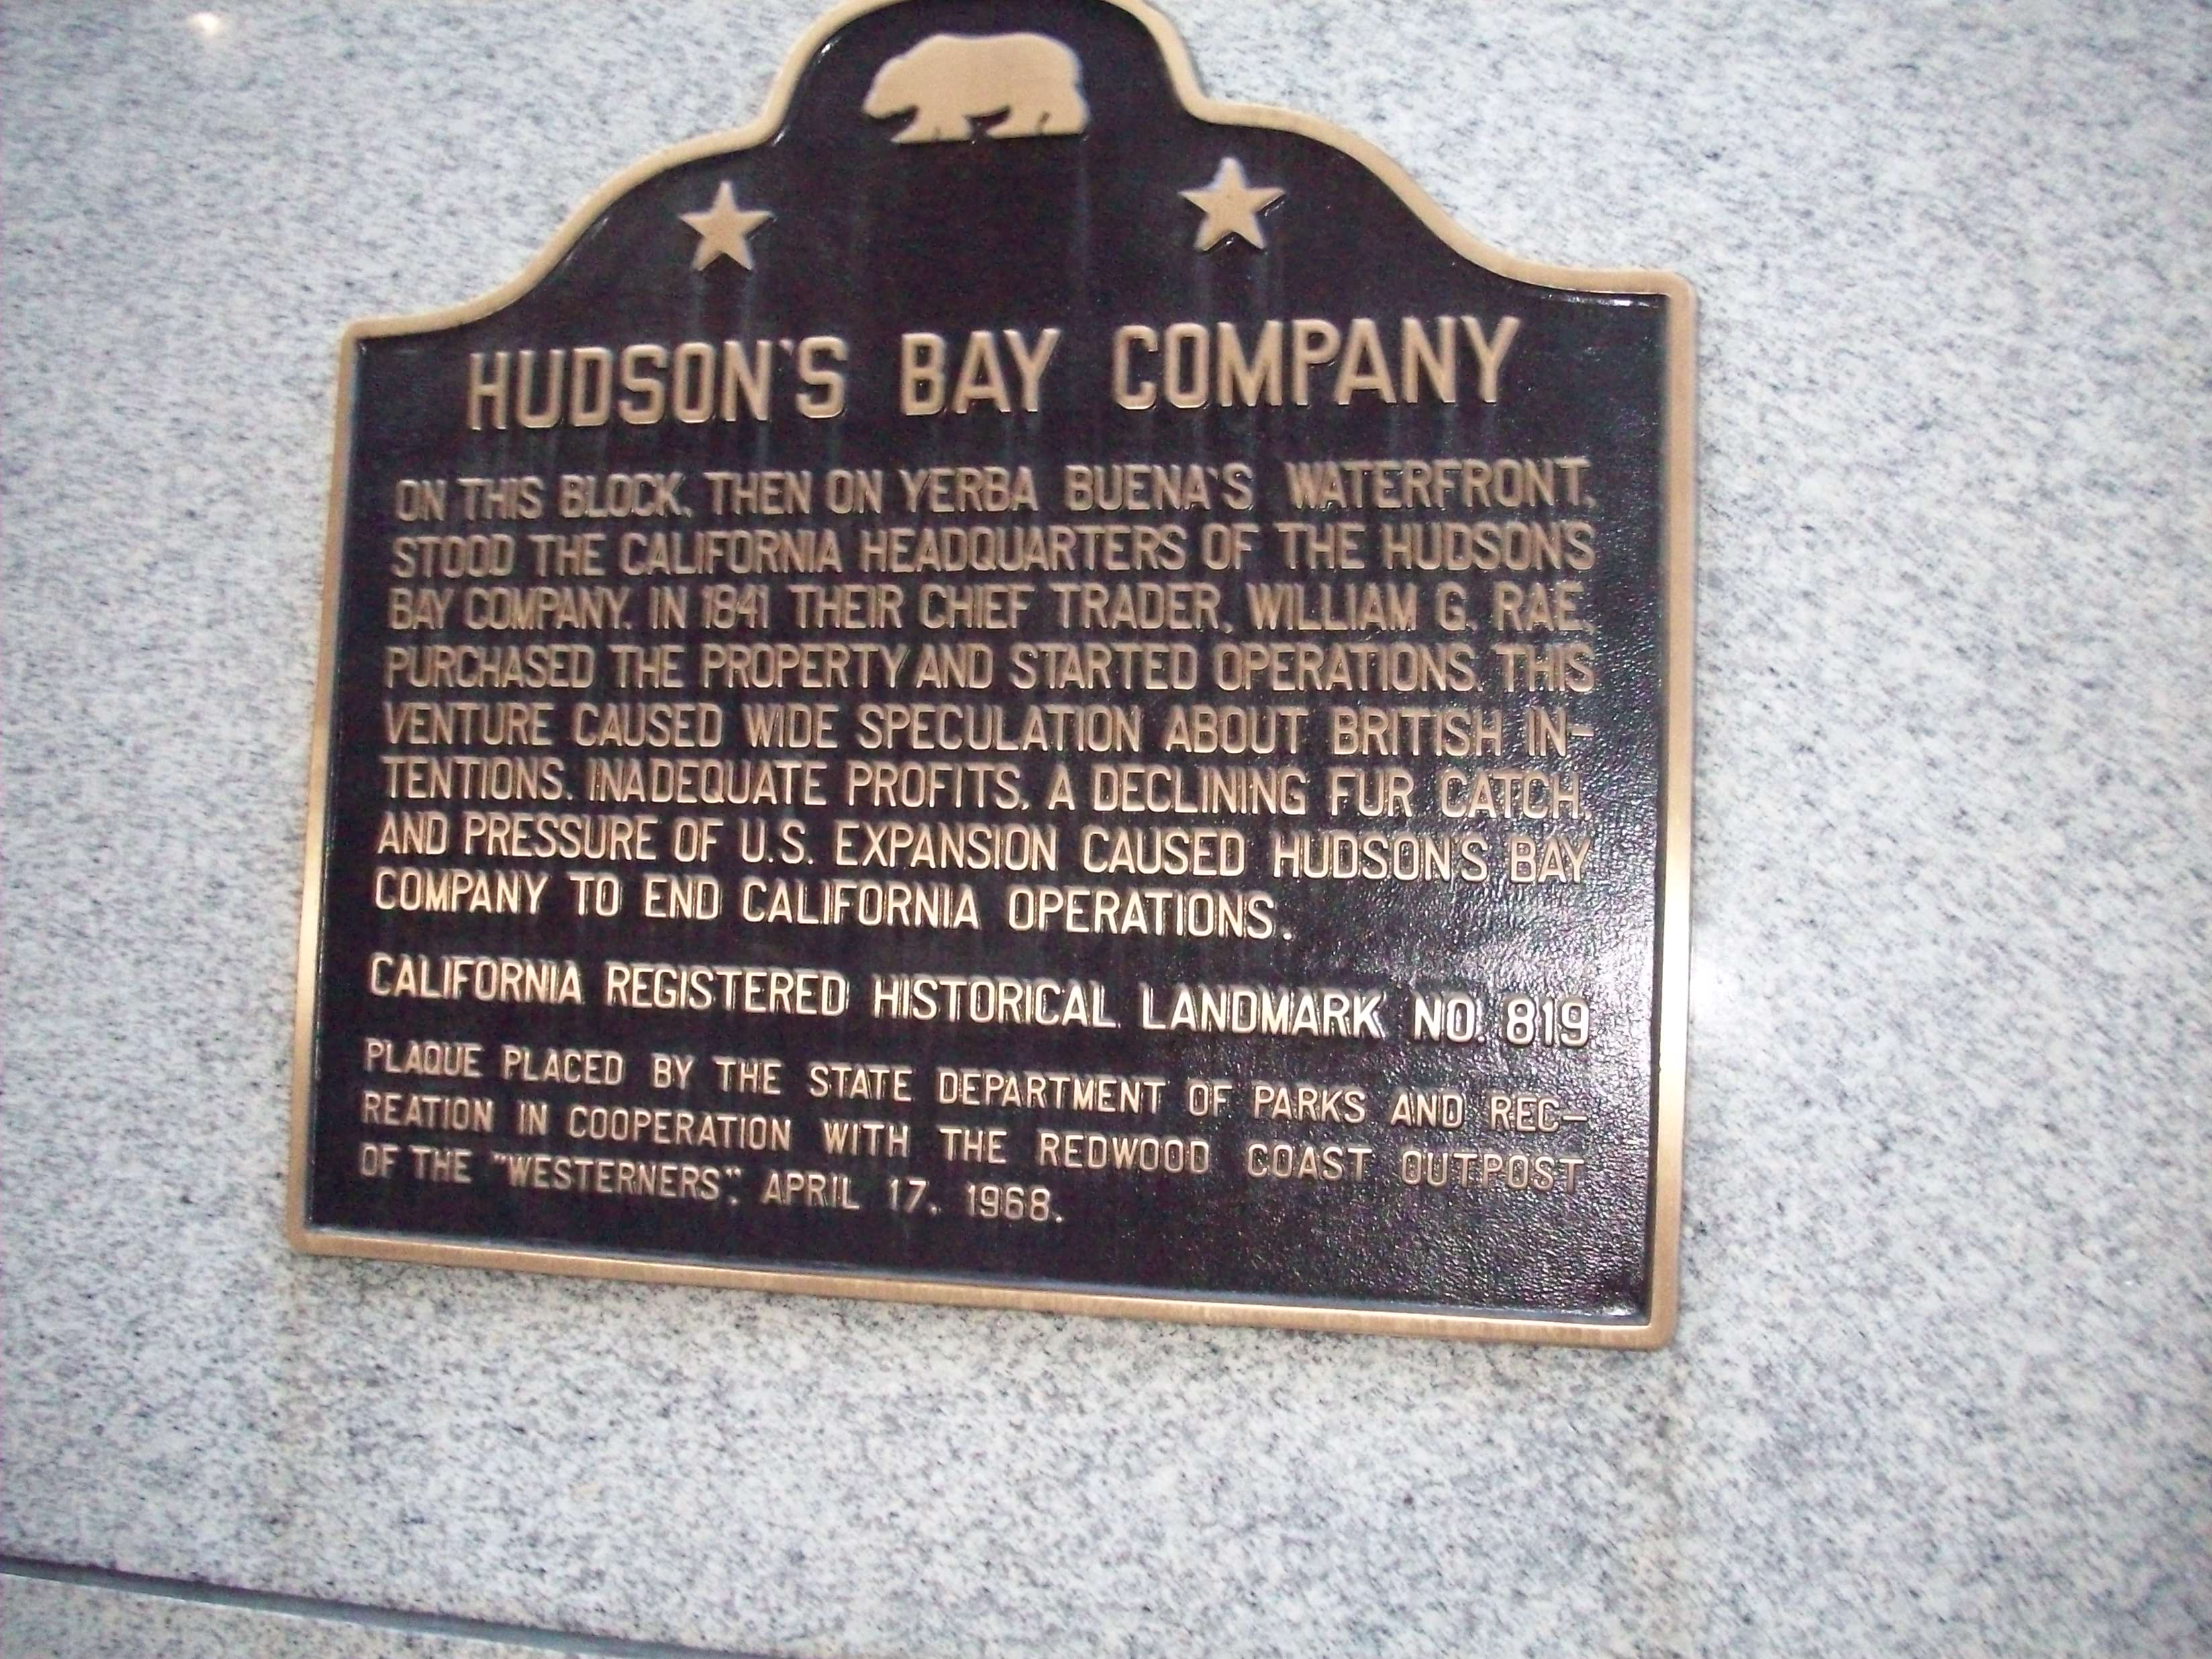 HUDSON'S BAY COMPANY
ON THIS BLOCK, THEN ON YERBA BUENA'S WATERFRONT,
STOOD THE CALIFORNIA HEADQUARTERS OF THE HUDSON'S
BAY COMPANY. IN 1841 THEIR CHIEF TRADER, WILLIAM G. RAE,
PURCHASED THE PROPERTY AND STARTED OPERATIONS. THIS
VENTURE CAUSED WIDE SPECULATION ABOUT BRITISH IN-
TENTIONS. INADEQUATE PROFITS, A DECLINING FUR CATCH,
AND PRESSURE OF U.S. EXPANSION CAUSED HUDSON'S BAY
COMPANY TO END CALIFORNIA OPERATIONS.
CALIFORNIA REGISTERED HISTORICAL LANDMARK NO. 819
PLAQUE PLACED BY THE STATE DEPARTMENT OF PARKS AND REC-
REATION IN COOPERATION WITH THE REDWOOD COAST OUTPOST
OF THE "WESTERNERS", APRIL 17, 1968.